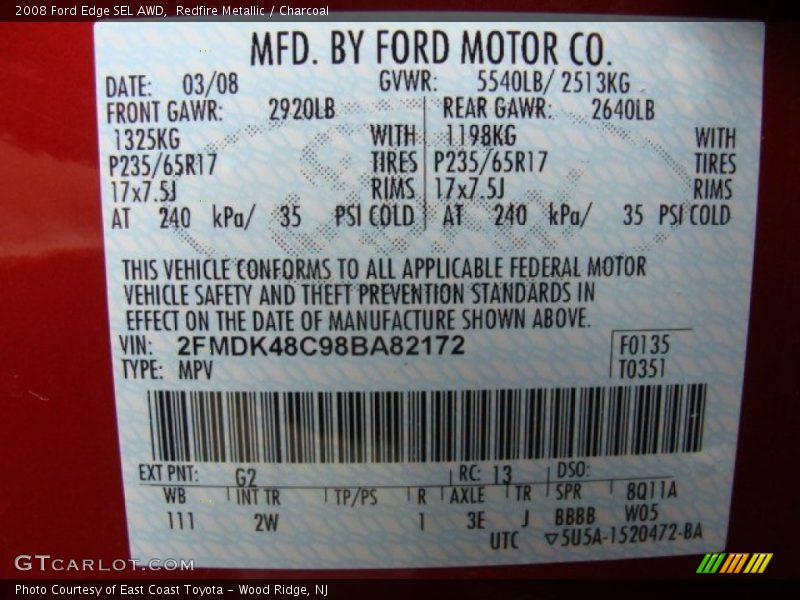 2008 Ford Edge SEL AWD,  Redfire Metallic / Charcoal
MFD. BY FORD MOTOR CO.
DATE: 03/08 GVWR: 5540LB/ 2513KG
FRONT GAWR: 2920LB REAR GAWR: 2640LB
1325KG WITH 1198KG WITH
P235/65R17 TIRES P235/65R17 TIRES
17x7.5J RIMS 17x7.5J RIMS
AT 240 kPa/ 35 PSI COLD AT 240 kPa/ 35 PSI COLD
THIS VEHICLE CONFORMS TO ALL APPLICABLE FEDERAL MOTOR
VEHICLE SAFETY AND THEFT PREVENTION STANDARDS IN
EFFECT ON THE DATE OF MANUFACTURE SHOWN ABOVE.
VIN: 2FMDK48C98BA82172 F0135
TYPE: MPV T0351
EXT PNT: G2 RC: 13 DSO:
WB INT TR TP/PS R AXLE TR SPR 8Q11A
111 2W 1 3E J BBBB W05
UTC ▽5U5A-1520472-BA
GTCARLOT.COM
Photo Courtesy of East Coast Toyota - Wood Ridge, NJ